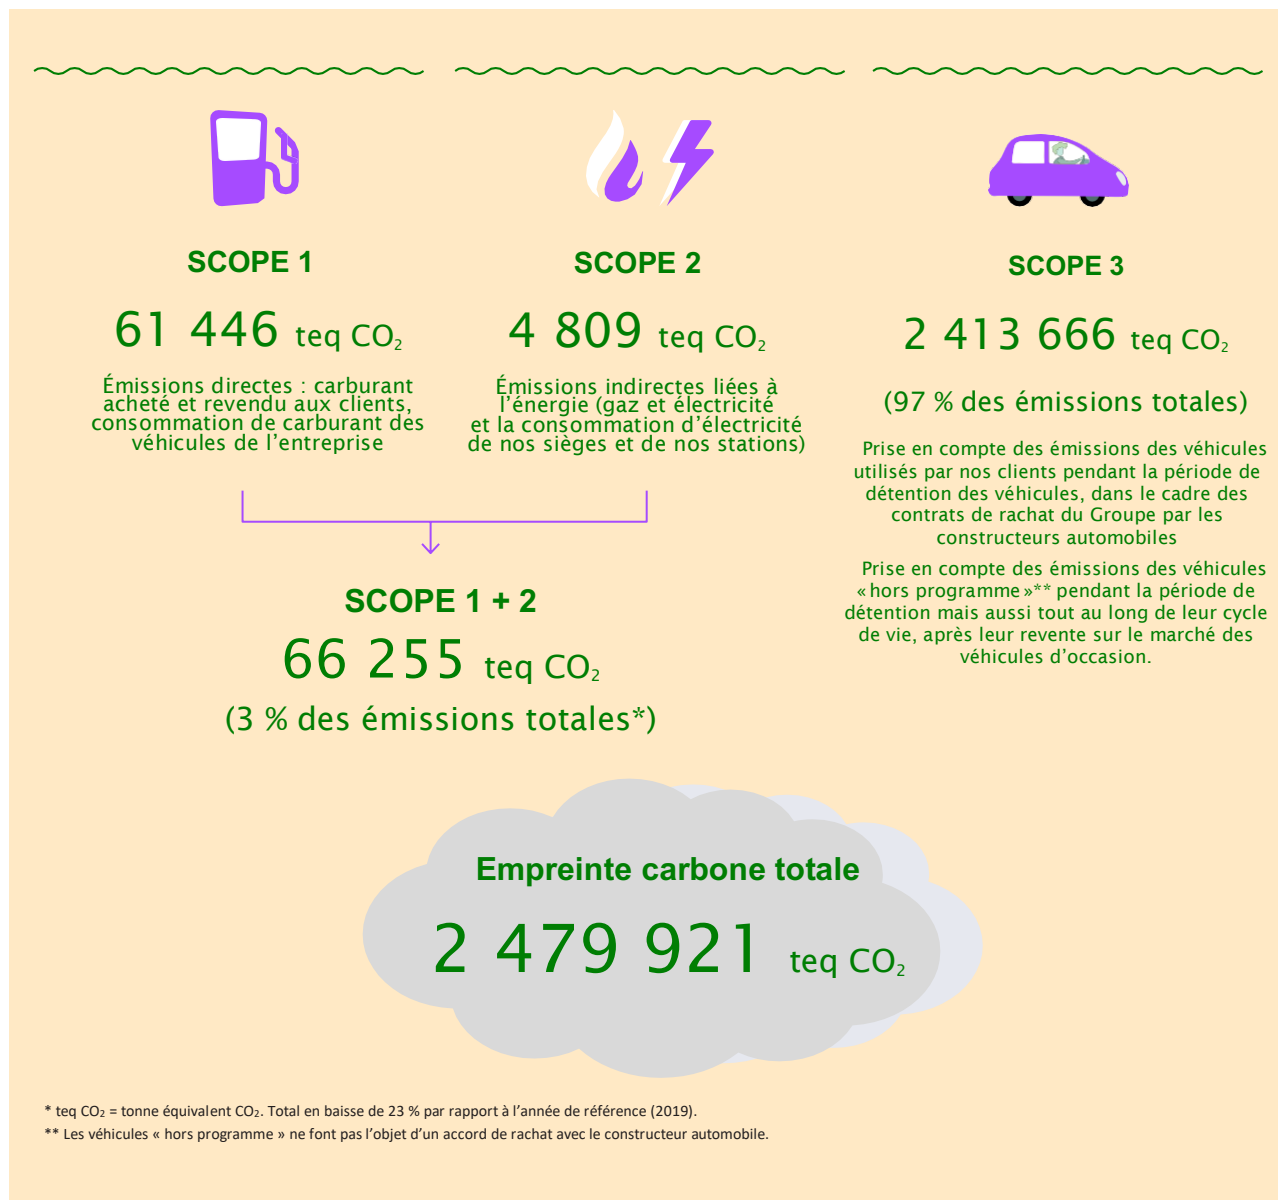 SCOPE 1
61 446 teq CO₂
Émissions directes : carburant
acheté et revendu aux clients,
consommation de carburant des
véhicules de l’entreprise
SCOPE 2
4 809 teq CO₂
Émissions indirectes liées à
l’énergie (gaz et électricité
et la consommation d’électricité
de nos sièges et de nos stations)
SCOPE 1 + 2
66 255 teq CO₂
(3 % des émissions totales*)
SCOPE 3
2 413 666 teq CO₂
(97 % des émissions totales)
Prise en compte des émissions des véhicules
utilisés par nos clients pendant la période de
détention des véhicules, dans le cadre des
contrats de rachat du Groupe par les
constructeurs automobiles
Prise en compte des émissions des véhicules
« hors programme »** pendant la période de
détention mais aussi tout au long de leur cycle
de vie, après leur revente sur le marché des
véhicules d’occasion.
Empreinte carbone totale
2 479 921 teq CO₂
* teq CO₂ = tonne équivalent CO₂. Total en baisse de 23 % par rapport à l’année de référence (2019).
** Les véhicules « hors programme » ne font pas l’objet d’un accord de rachat avec le constructeur automobile.